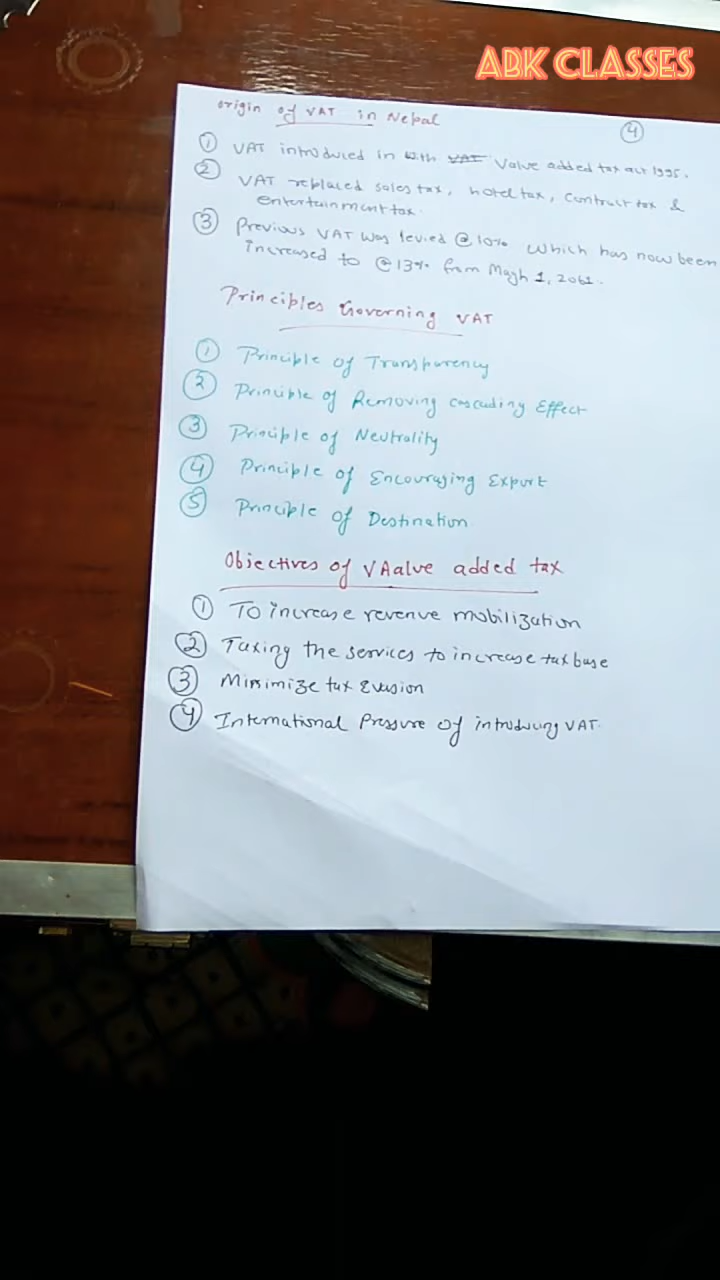 ABK CLASSES
Origin of VAT in Nepal
4
1 VAT introduced in with VAT Value added tax act 1995.
2 VAT replaced sales tax, hotel tax, contract tax &
entertainment tax.
3 Previous VAT was levied @ 10% which has now been
increased to @ 13% from Magh 1, 2061.
Principles Governing VAT
1 Principle of Transparency
2 Principle of Removing cascading Effect
3 Principle of Neutrality
4 Principle of Encouraging Export
5 Principle of Destination
Objectives of VAalve added tax
1 To increase revenue mobilization
2 Taxing the services to increase tax base
3 Minimize tax Evasion
4 International Pressure of introducing VAT.